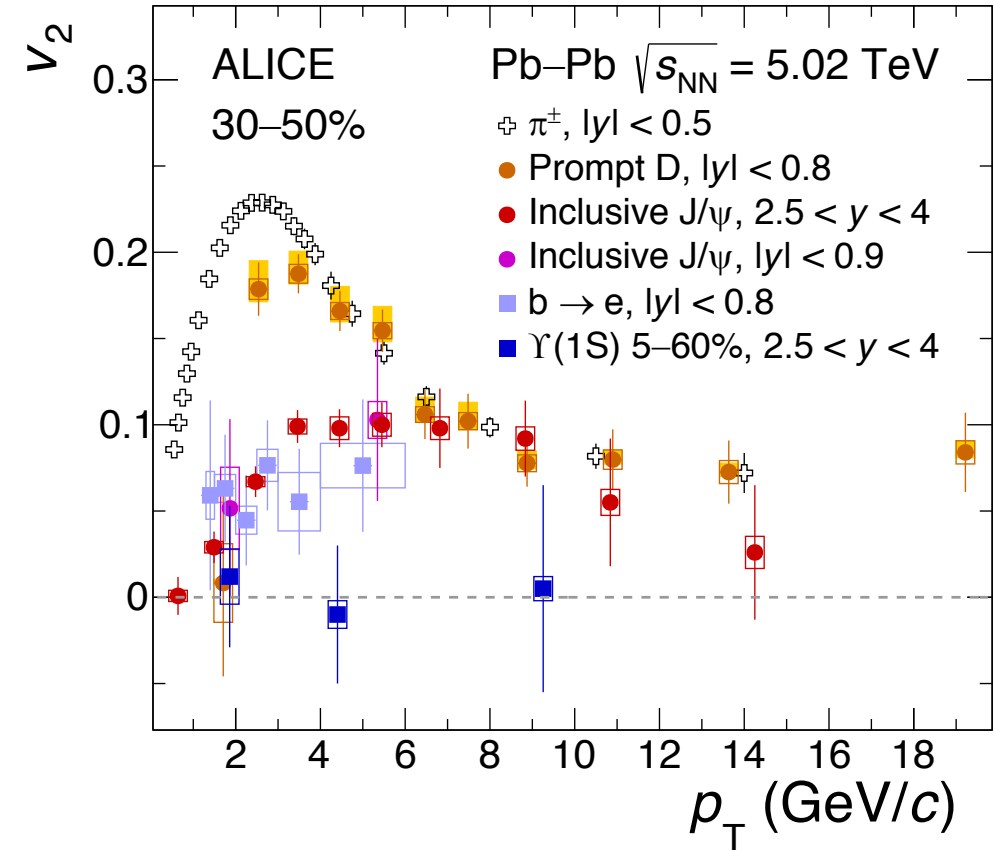 v₂
ALICE
30–50%
Pb–Pb √sNN = 5.02 TeV
π±, |y| < 0.5
Prompt D, |y| < 0.8
Inclusive J/ψ, 2.5 < y < 4
Inclusive J/ψ, |y| < 0.9
b → e, |y| < 0.8
ϒ(1S) 5–60%, 2.5 < y < 4
0.3
0.2
0.1
0
2 4 6 8 10 12 14 16 18
pT (GeV/c)